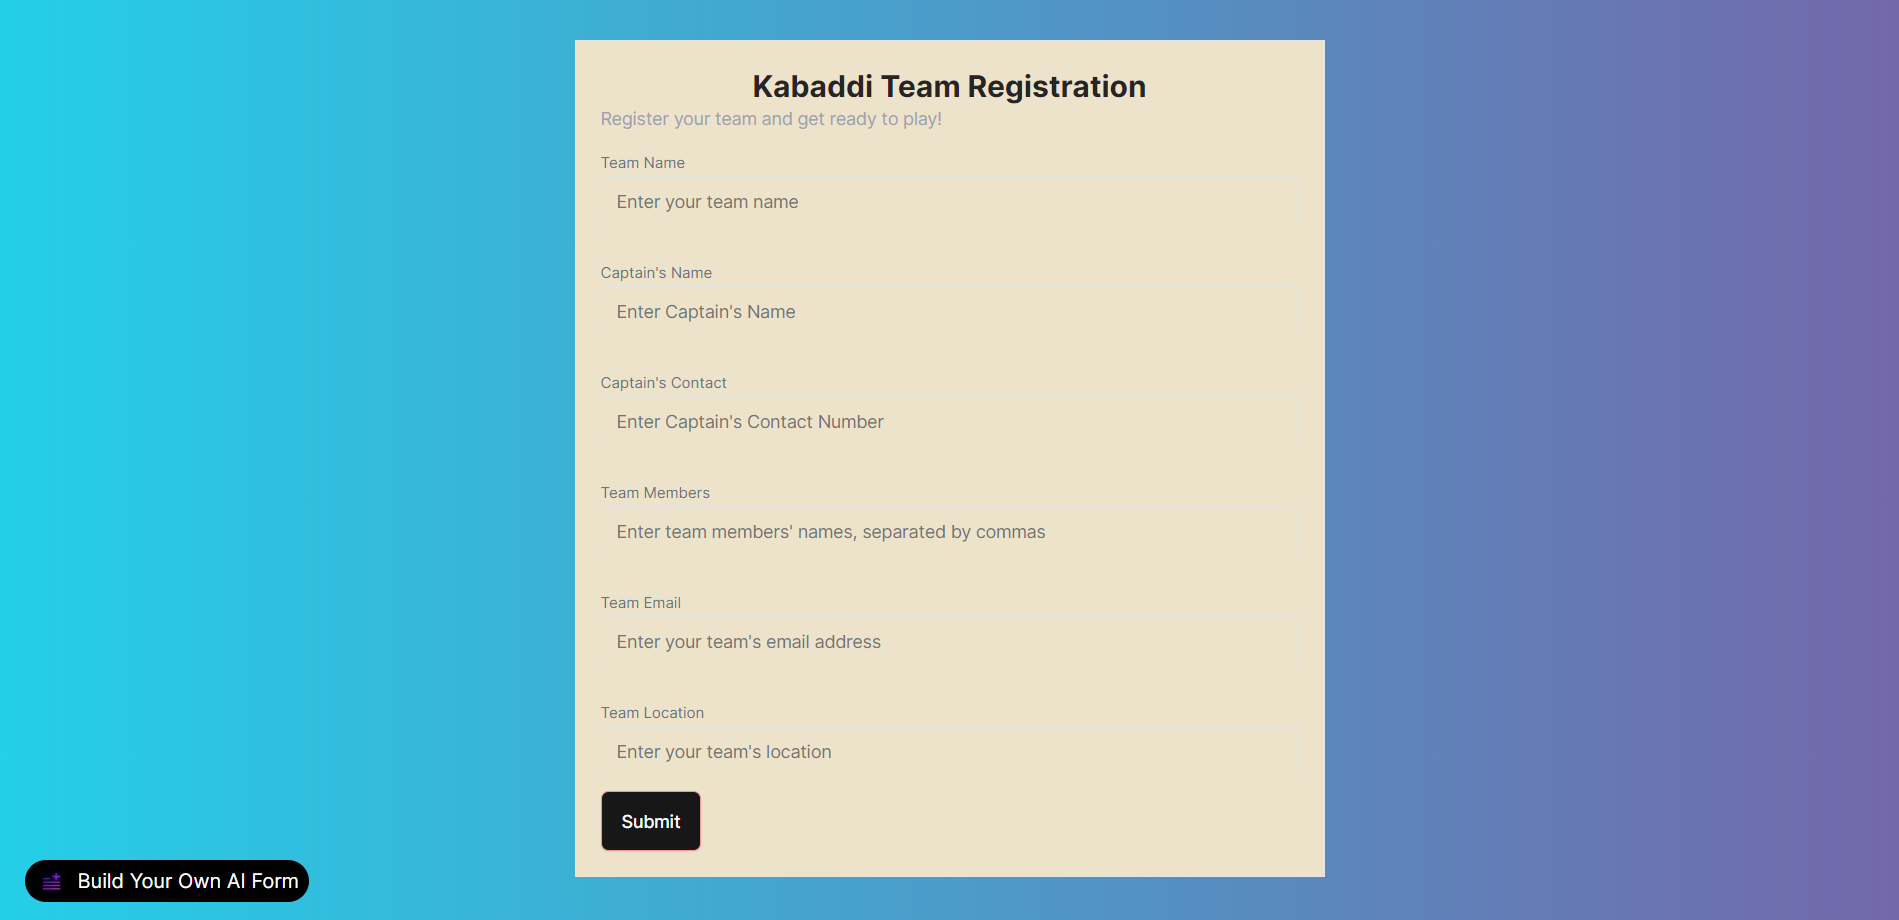 Kabaddi Team Registration
Register your team and get ready to play!
Team Name
Enter your team name
Captain's Name
Enter Captain's Name
Captain's Contact
Enter Captain's Contact Number
Team Members
Enter team members' names, separated by commas
Team Email
Enter your team's email address
Team Location
Enter your team's location
Submit
Build Your Own AI Form